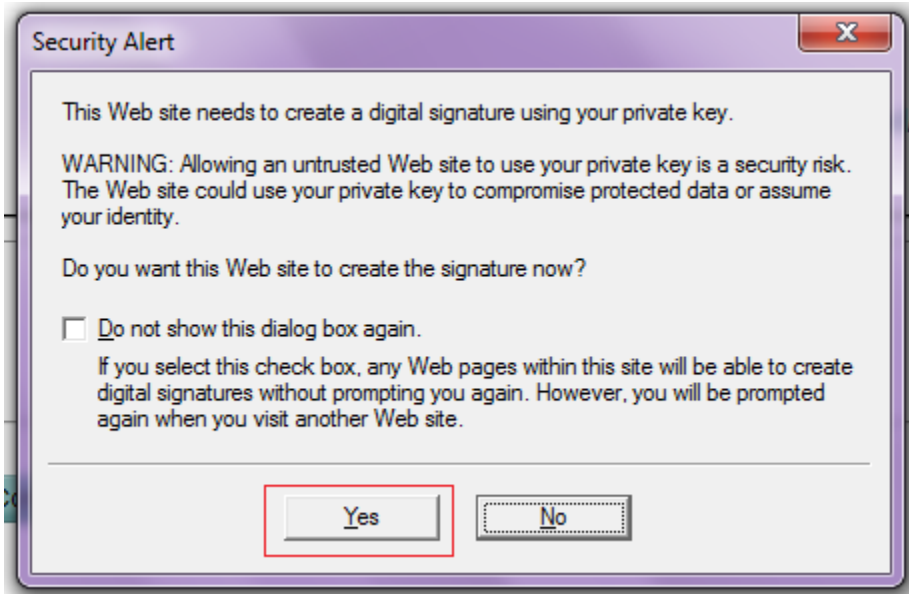 Security Alert
This Web site needs to create a digital signature using your private key.
WARNING: Allowing an untrusted Web site to use your private key is a security risk.
The Web site could use your private key to compromise protected data or assume
your identity.
Do you want this Web site to create the signature now?
Do not show this dialog box again.
If you select this check box, any Web pages within this site will be able to create
digital signatures without prompting you again. However, you will be prompted
again when you visit another Web site.
Yes No